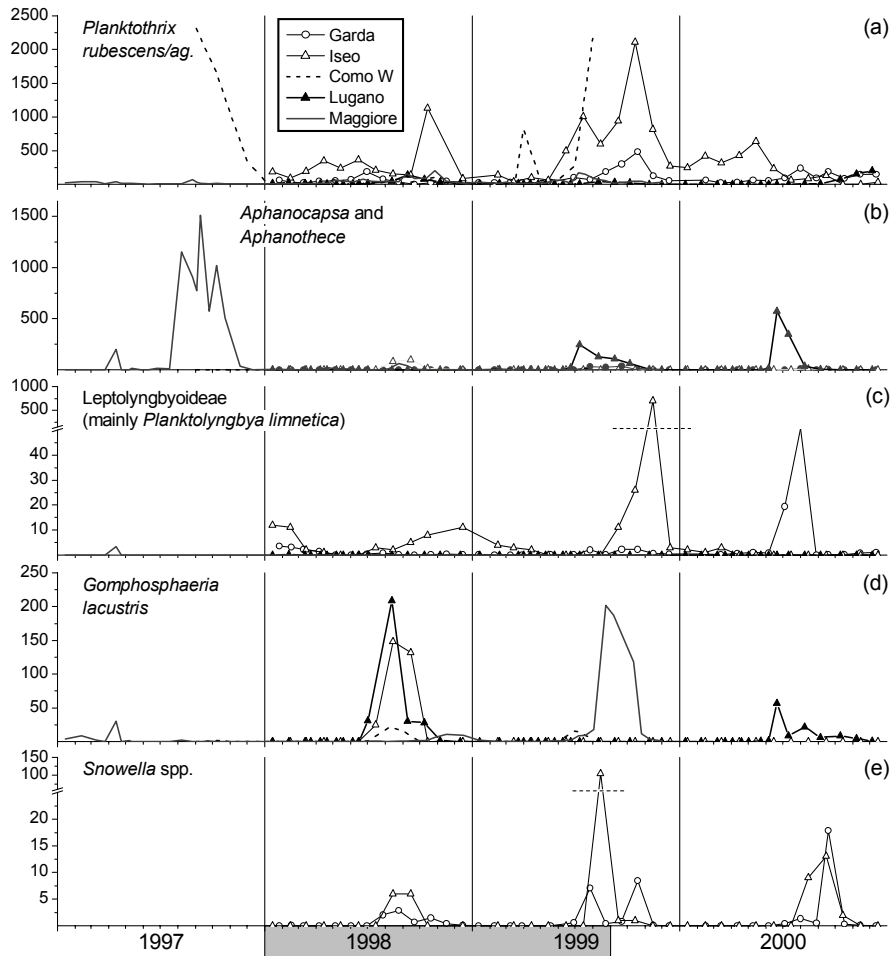 2500
2000
1500
1000
500
Planktothrix
rubescens/ag.
Garda
Iseo
Como W
Lugano
Maggiore
(a)
1500
1000
500
Aphanocapsa and
Aphanothece
(b)
1000
500
40
30
20
10
Leptolyngbyoideae
(mainly Planktolyngbya limnetica)
(c)
250
200
150
100
50
Gomphosphaeria
lacustris
(d)
150
100
20
15
10
5
Snowella spp.
(e)
1997
1998
1999
2000